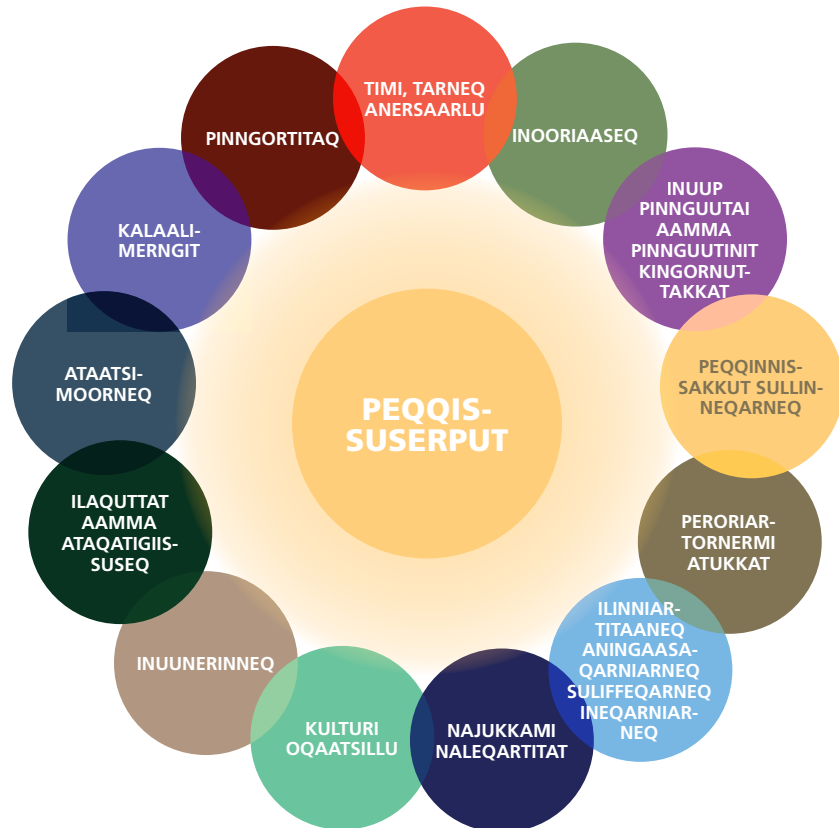 TIMI, TARNEQ
ANERSAARLU
INOORIAASEQ
INUUP
PINNGUUTAI
AAMMA
PINNGUUTINIT
KINGORNUT-
TAKKAT
PEQQINNIS-
SAKKUT SULLIN-
NEQARNEQ
PERORIAR-
TORNERMI
ATUKKAT
ILINNIAR-
TITAANEQ
ANINGAASA-
QARNIARNEQ
SULIFFEQARNEQ
INEQARNIAR-
NEQ
NAJUKKAMI
NALEQARTITAT
KULTURI
OQAATSILLU
INUUNERINNEQ
ILAQUTTAT
AAMMA
ATAQATIGIIS-
SUSEQ
ATAATSI-
MOORNEQ
KALAALI-
MERNGIT
PINNGORTITAQ
PEQQIS-
SUSERPUT